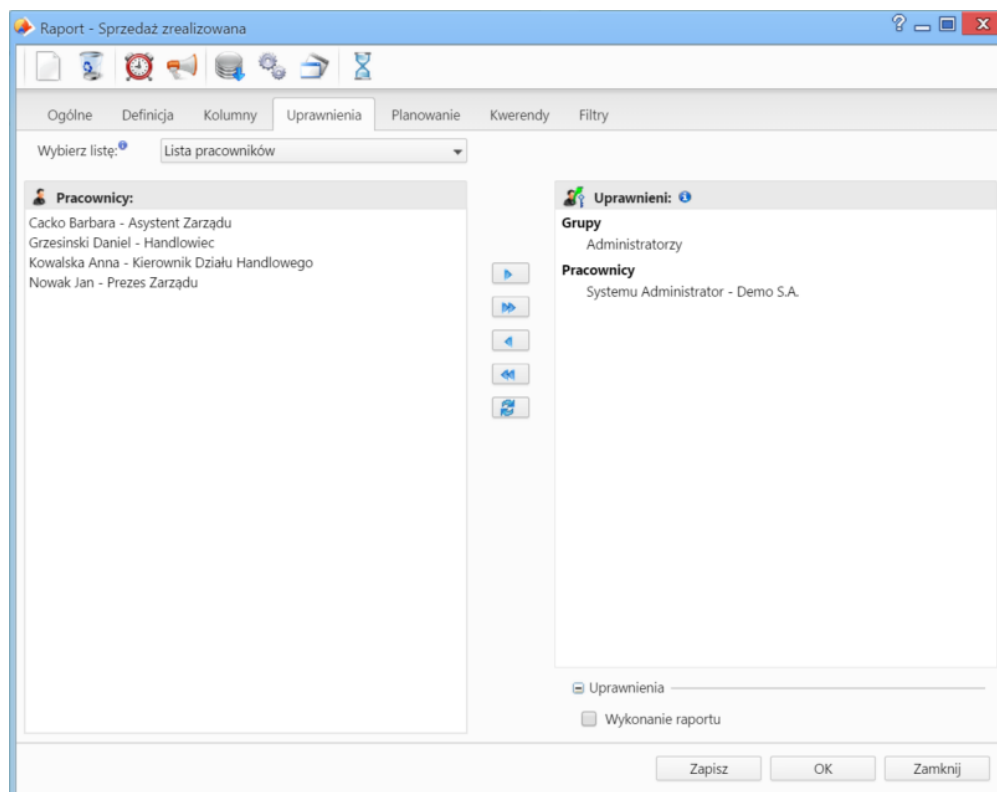 Raport - Sprzedaż zrealizowana
Ogólne Definicja Kolumny Uprawnienia Planowanie Kwerendy Filtry
Wybierz listę: Lista pracowników
Pracownicy:
Cacko Barbara - Asystent Zarządu
Grzesinski Daniel - Handlowiec
Kowalska Anna - Kierownik Działu Handlowego
Nowak Jan - Prezes Zarządu
Uprawnieni:
Grupy
Administratorzy
Pracownicy
Systemu Administrator - Demo S.A.
Uprawnienia
Wykonanie raportu
Zapisz OK Zamknij